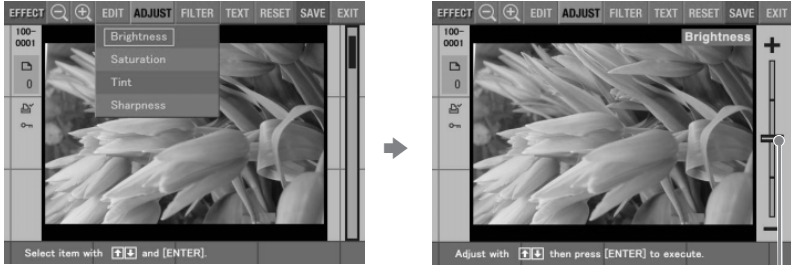 EFFECT EDIT ADJUST FILTER TEXT RESET SAVE EXIT
100-
0001
0
Brightness
Saturation
Tint
Sharpness
Select item with and [ENTER].
EFFECT EDIT ADJUST FILTER TEXT RESET SAVE EXIT
100-
0001
0
Brightness
Adjust with then press [ENTER] to execute.